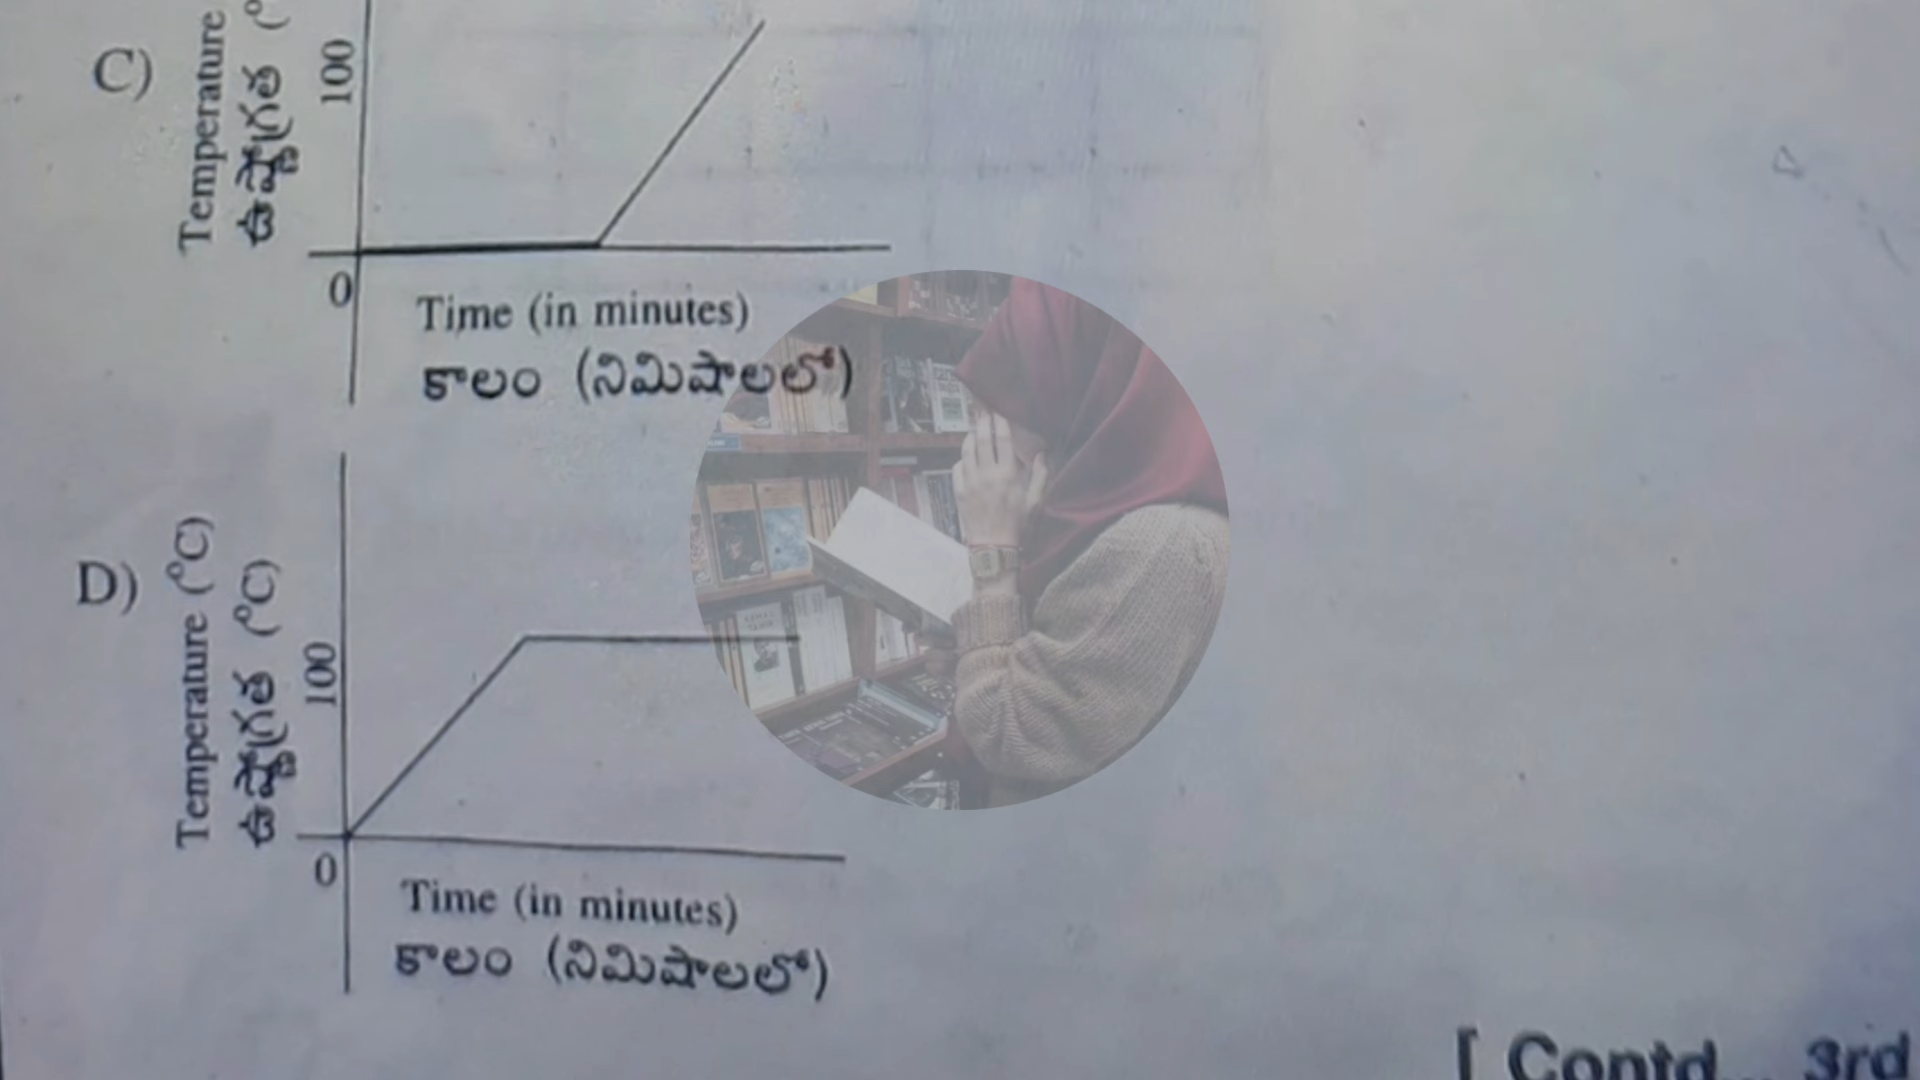 C)
Temperature
ఉష్ణోగ్రత (°
100
0
Time (in minutes)
కాలం (నిమిషాలలో)
D)
Temperature (°C)
ఉష్ణోగ్రత (°C)
100
0
Time (in minutes)
కాలం (నిమిషాలలో)
[ Contd... 3rd